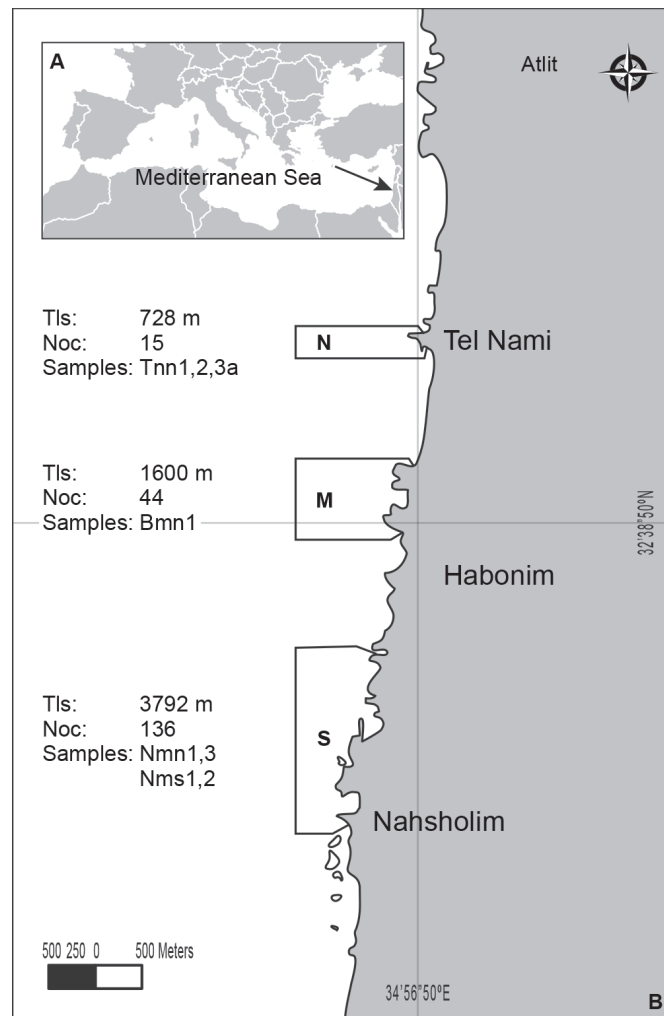 A
Atlit
Mediterranean Sea
Tls: 728 m
Noc: 15
Samples: Tnn1,2,3a
N
Tel Nami
Tls: 1600 m
Noc: 44
Samples: Bmn1
M
32°38'50"N
Habonim
Tls: 3792 m
Noc: 136
Samples: Nmn1,3
Nms1,2
S
Nahsholim
500 250 0 500 Meters
34°56'50"E
B